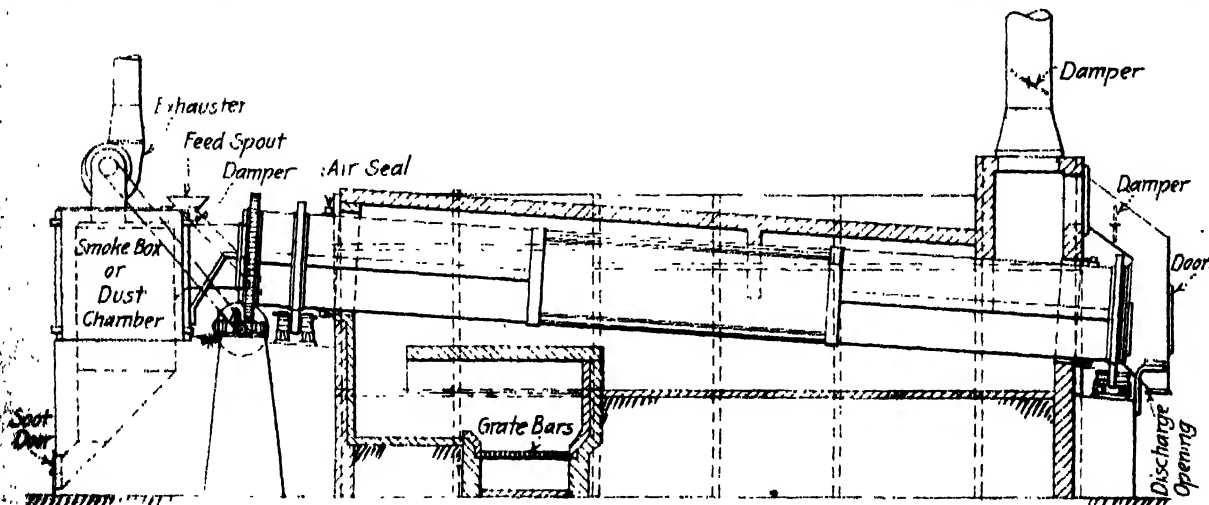 Exhauster
Feed Spout
Damper
Air Seal
Damper
Damper
Door
Smoke Box
or
Dust
Chamber
Soot
Door
Grate Bars
Discharge
Opening